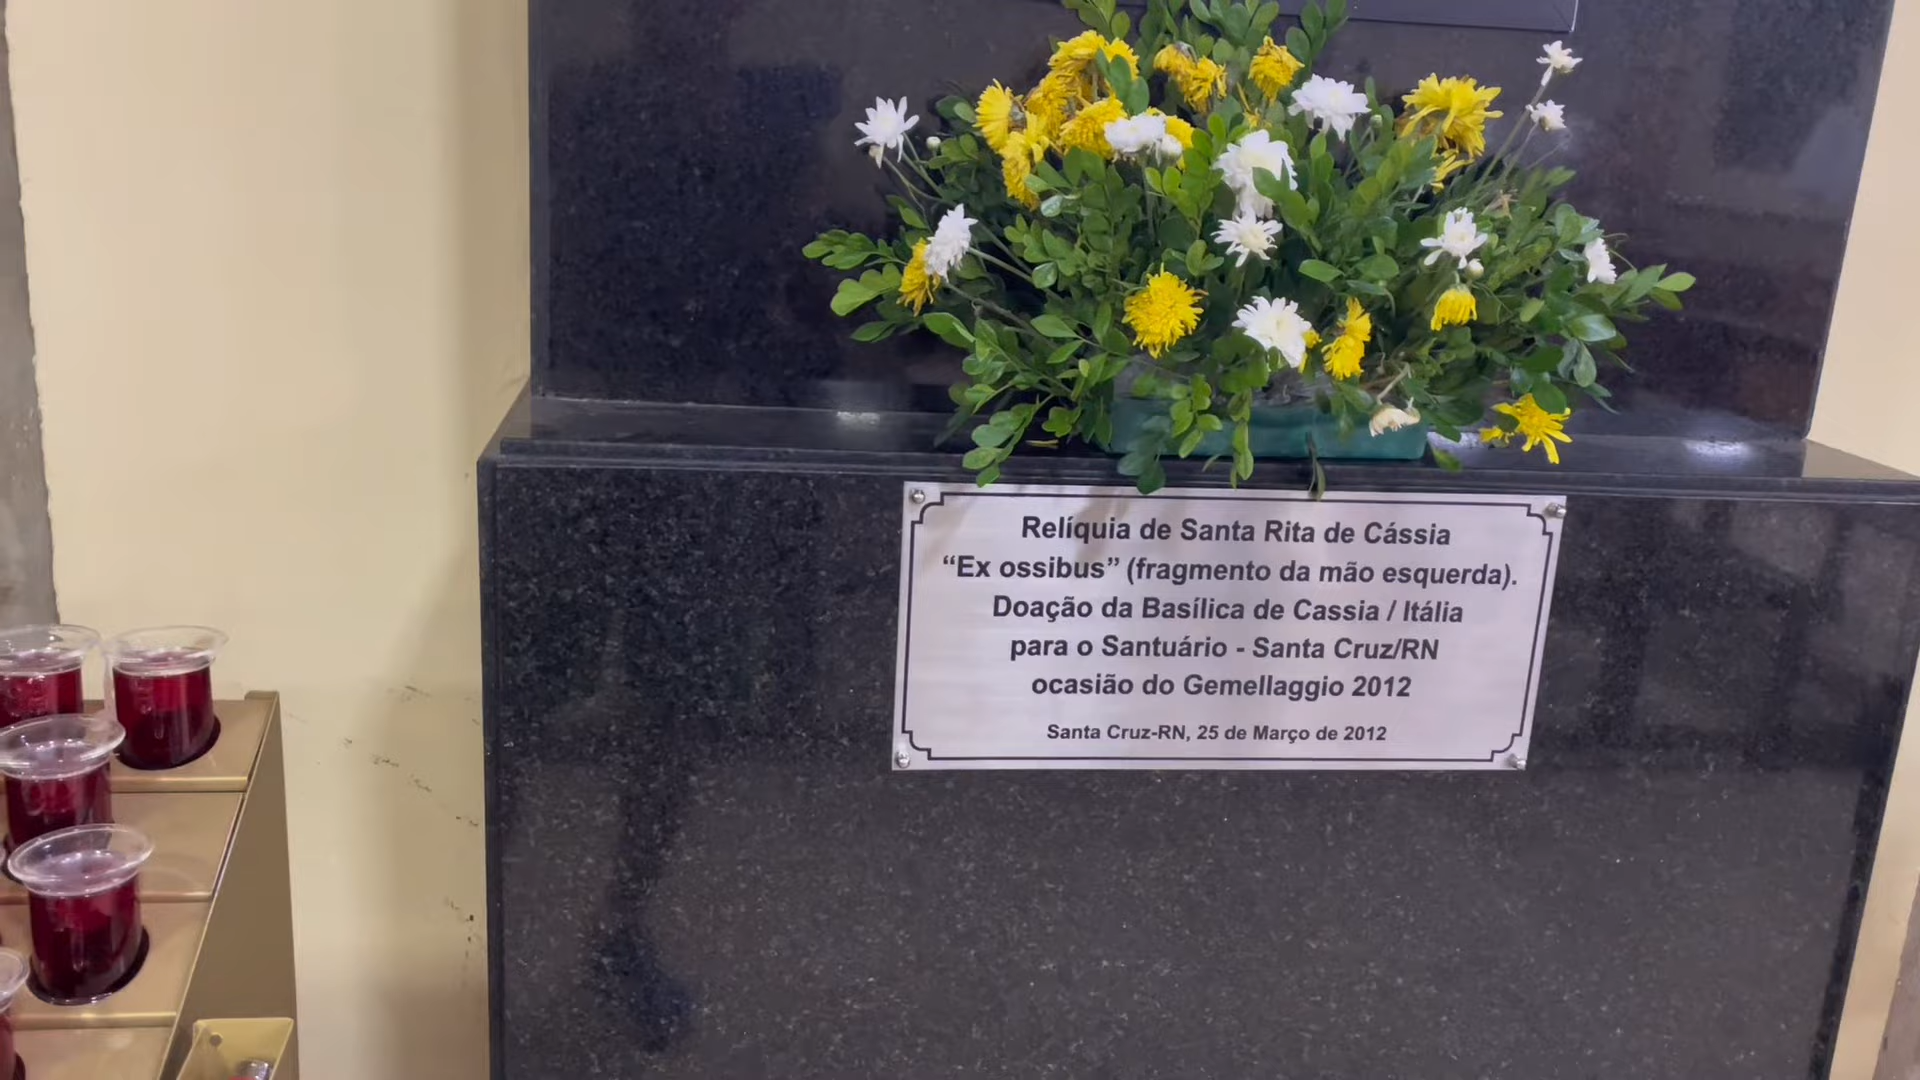 Relíquia de Santa Rita de Cássia
“Ex ossibus” (fragmento da mão esquerda).
Doação da Basílica de Cassia / Itália
para o Santuário - Santa Cruz/RN
ocasião do Gemellaggio 2012
Santa Cruz-RN, 25 de Março de 2012